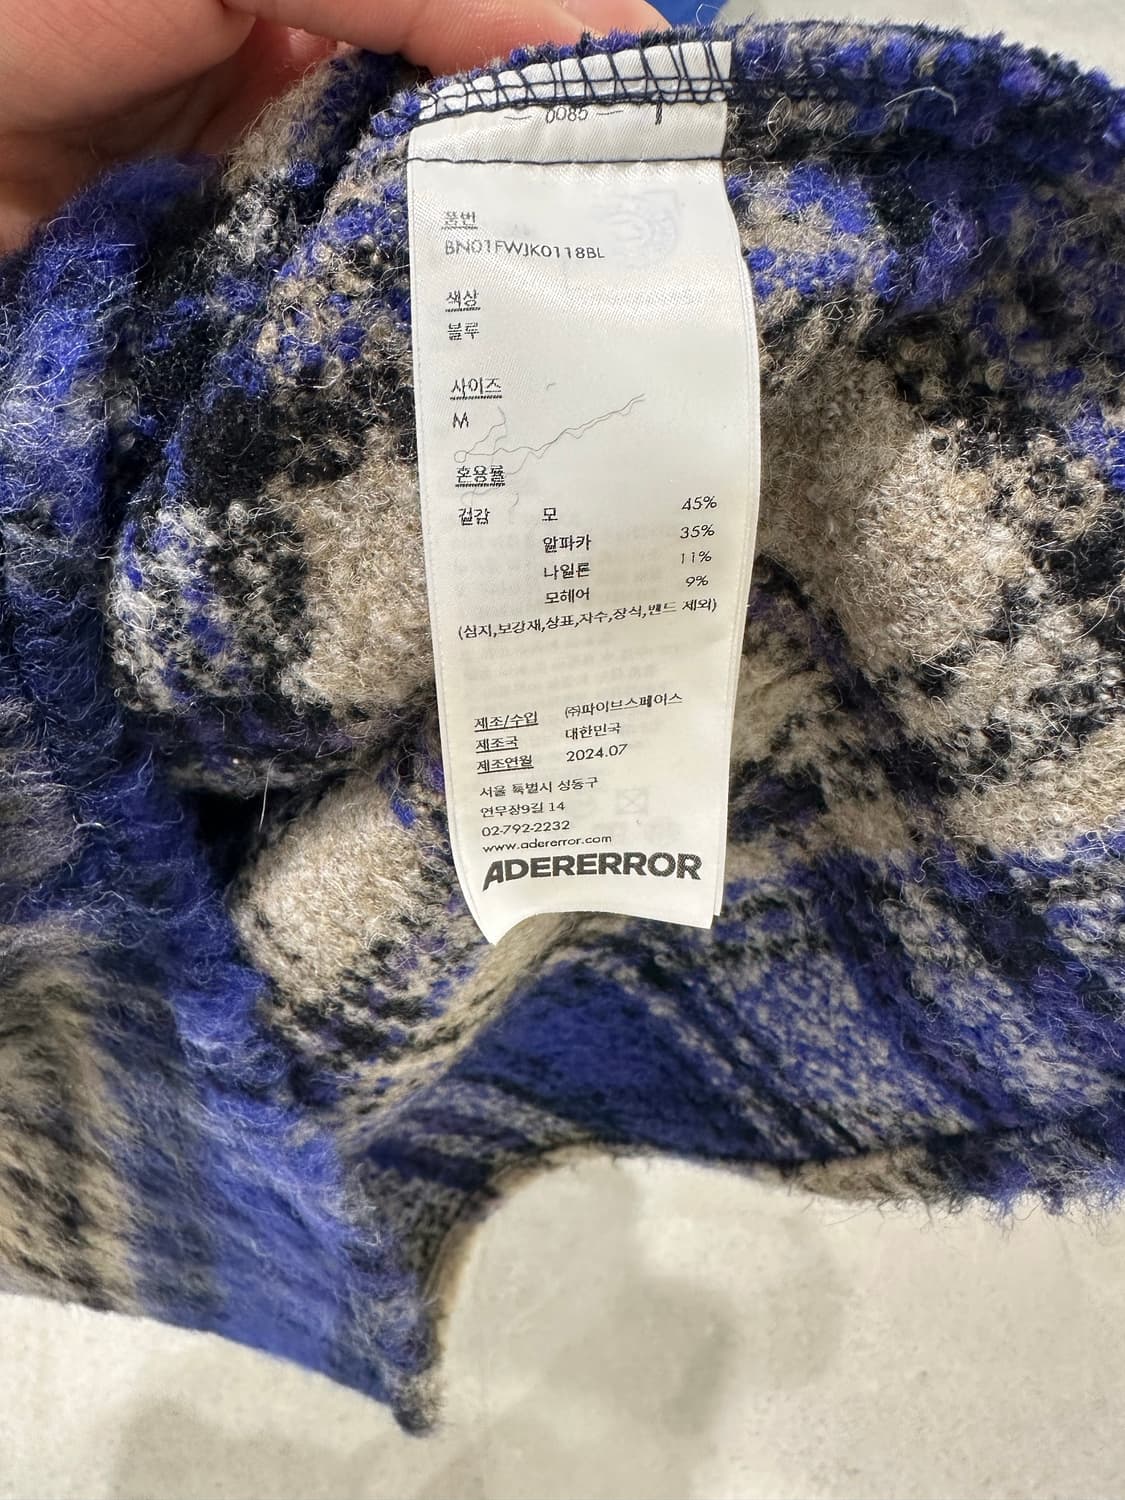 0085
품번
BN01FWJK0118BL
색상
블루
사이즈
M
혼용률
겉감 모 45%
알파카 35%
나일론 11%
모헤어 9%
(심지,보강재,상표,자수,장식,밴드 제외)
제조/수입 ㈜파이브스페이스
제조국 대한민국
제조연월 2024.07
서울 특별시 성동구
연무장9길 14
02-792-2232
www.adererror.com
ADERERROR